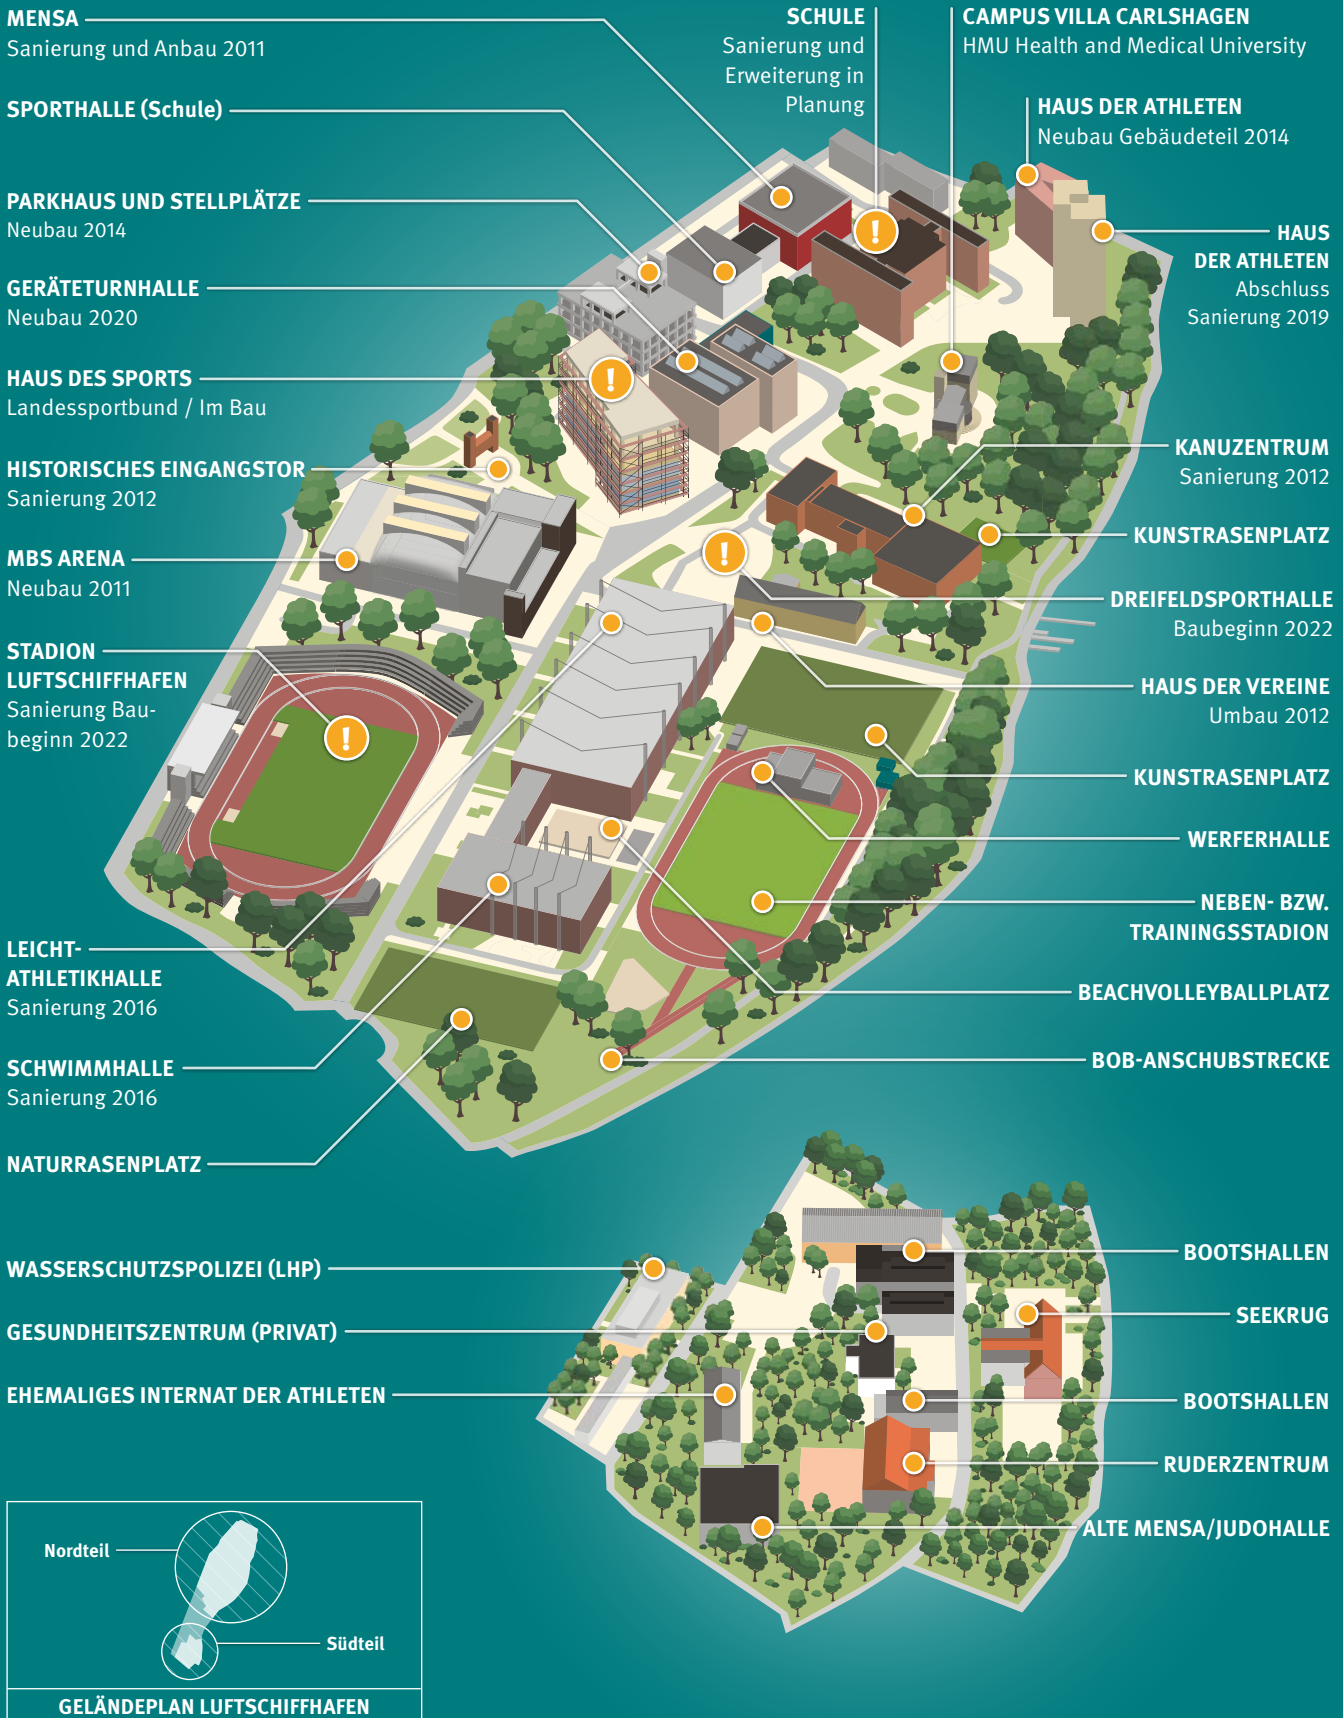 MENSA
Sanierung und Anbau 2011
SPORTHALLE (Schule)
PARKHAUS UND STELLPLÄTZE
Neubau 2014
GERÄTETURNHALLE
Neubau 2020
HAUS DES SPORTS
Landessportbund / Im Bau
HISTORISCHES EINGANGSTOR
Sanierung 2012
MBS ARENA
Neubau 2011
STADION
LUFTSCHIFFHAFEN
Sanierung Bau-
beginn 2022
LEICHT-
ATHLETIKHALLE
Sanierung 2016
SCHWIMMHALLE
Sanierung 2016
NATURRASENPLATZ
SCHULE
Sanierung und
Erweiterung in
Planung
CAMPUS VILLA CARLSHAGEN
HMU Health and Medical University
HAUS DER ATHLETEN
Neubau Gebäudeteil 2014
HAUS
DER ATHLETEN
Abschluss
Sanierung 2019
KANUZENTRUM
Sanierung 2012
KUNSTRASENPLATZ
DREIFELDSPORTHALLE
Baubeginn 2022
HAUS DER VEREINE
Umbau 2012
KUNSTRASENPLATZ
WERFERHALLE
NEBEN- BZW.
TRAININGSSTADION
BEACHVOLLEYBALLPLATZ
BOB-ANSCHUBSTRECKE
!
!
!
!
WASSERSCHUTZSPOLIZEI (LHP)
GESUNDHEITSZENTRUM (PRIVAT)
EHEMALIGES INTERNAT DER ATHLETEN
BOOTSHALLEN
SEEKRUG
BOOTSHALLEN
RUDERZENTRUM
ALTE MENSA/JUDOHALLE
Nordteil
Südteil
GELÄNDEPLAN LUFTSCHIFFHAFEN